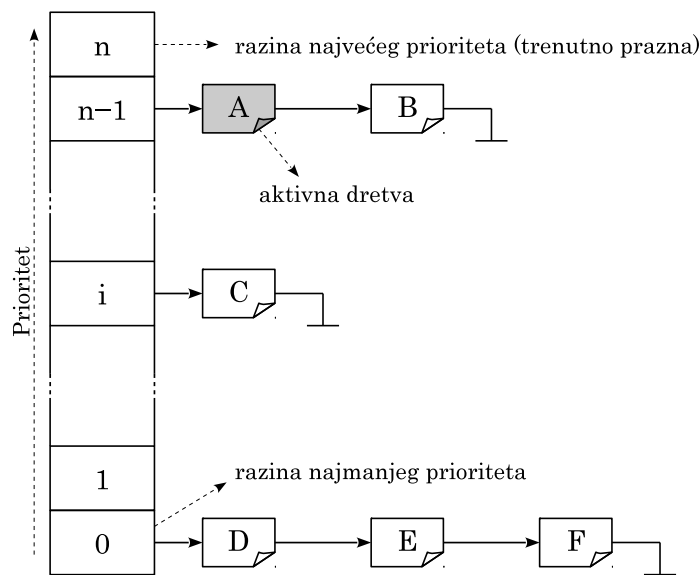 n
razina najvećeg prioriteta (trenutno prazna)
n−1
A
B
aktivna dretva
Prioritet
i
C
1
razina najmanjeg prioriteta
0
D
E
F